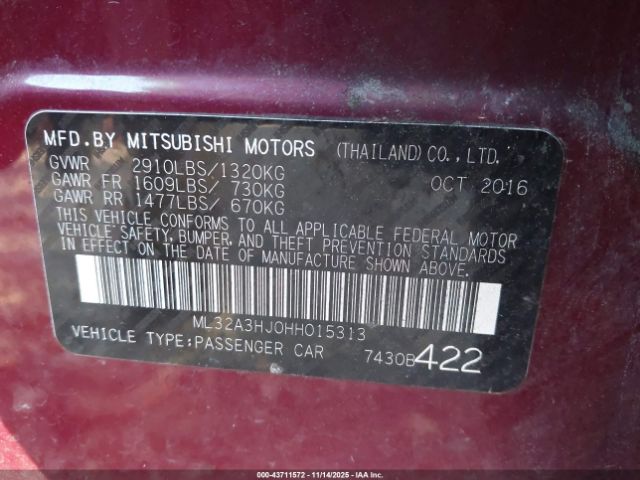 MFD.BY MITSUBISHI MOTORS (THAILAND) CO.,LTD.
GVWR 2910LBS/1320KG OCT 2016
GAWR FR 1609LBS/ 730KG
GAWR RR 1477LBS/ 670KG
THIS VEHICLE CONFORMS TO ALL APPLICABLE FEDERAL MOTOR
VEHICLE SAFETY, BUMPER, AND THEFT PREVENTION STANDARDS
IN EFFECT ON THE DATE OF MANUFACTURE SHOWN ABOVE.
ML32A3HJ0HH015313
VEHICLE TYPE:PASSENGER CAR 7430B422
000-43711572 - 11/14/2025 - IAAI.com